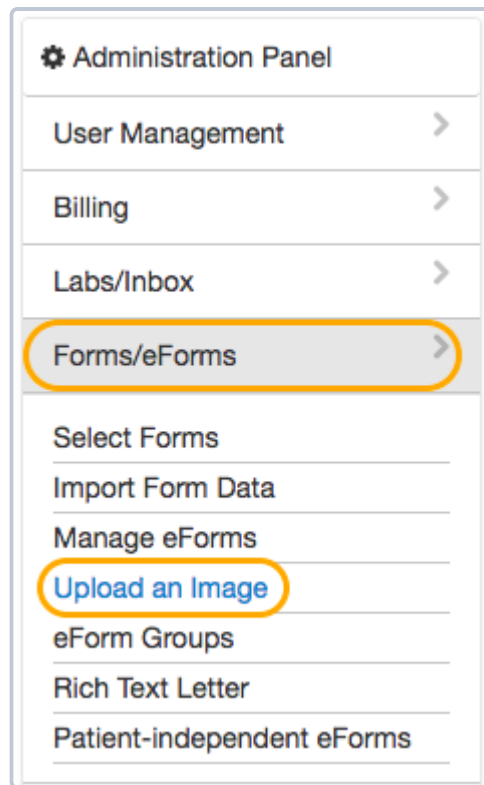 Administration Panel
User Management
Billing
Labs/Inbox
Forms/eForms
Select Forms
Import Form Data
Manage eForms
Upload an Image
eForm Groups
Rich Text Letter
Patient-independent eForms